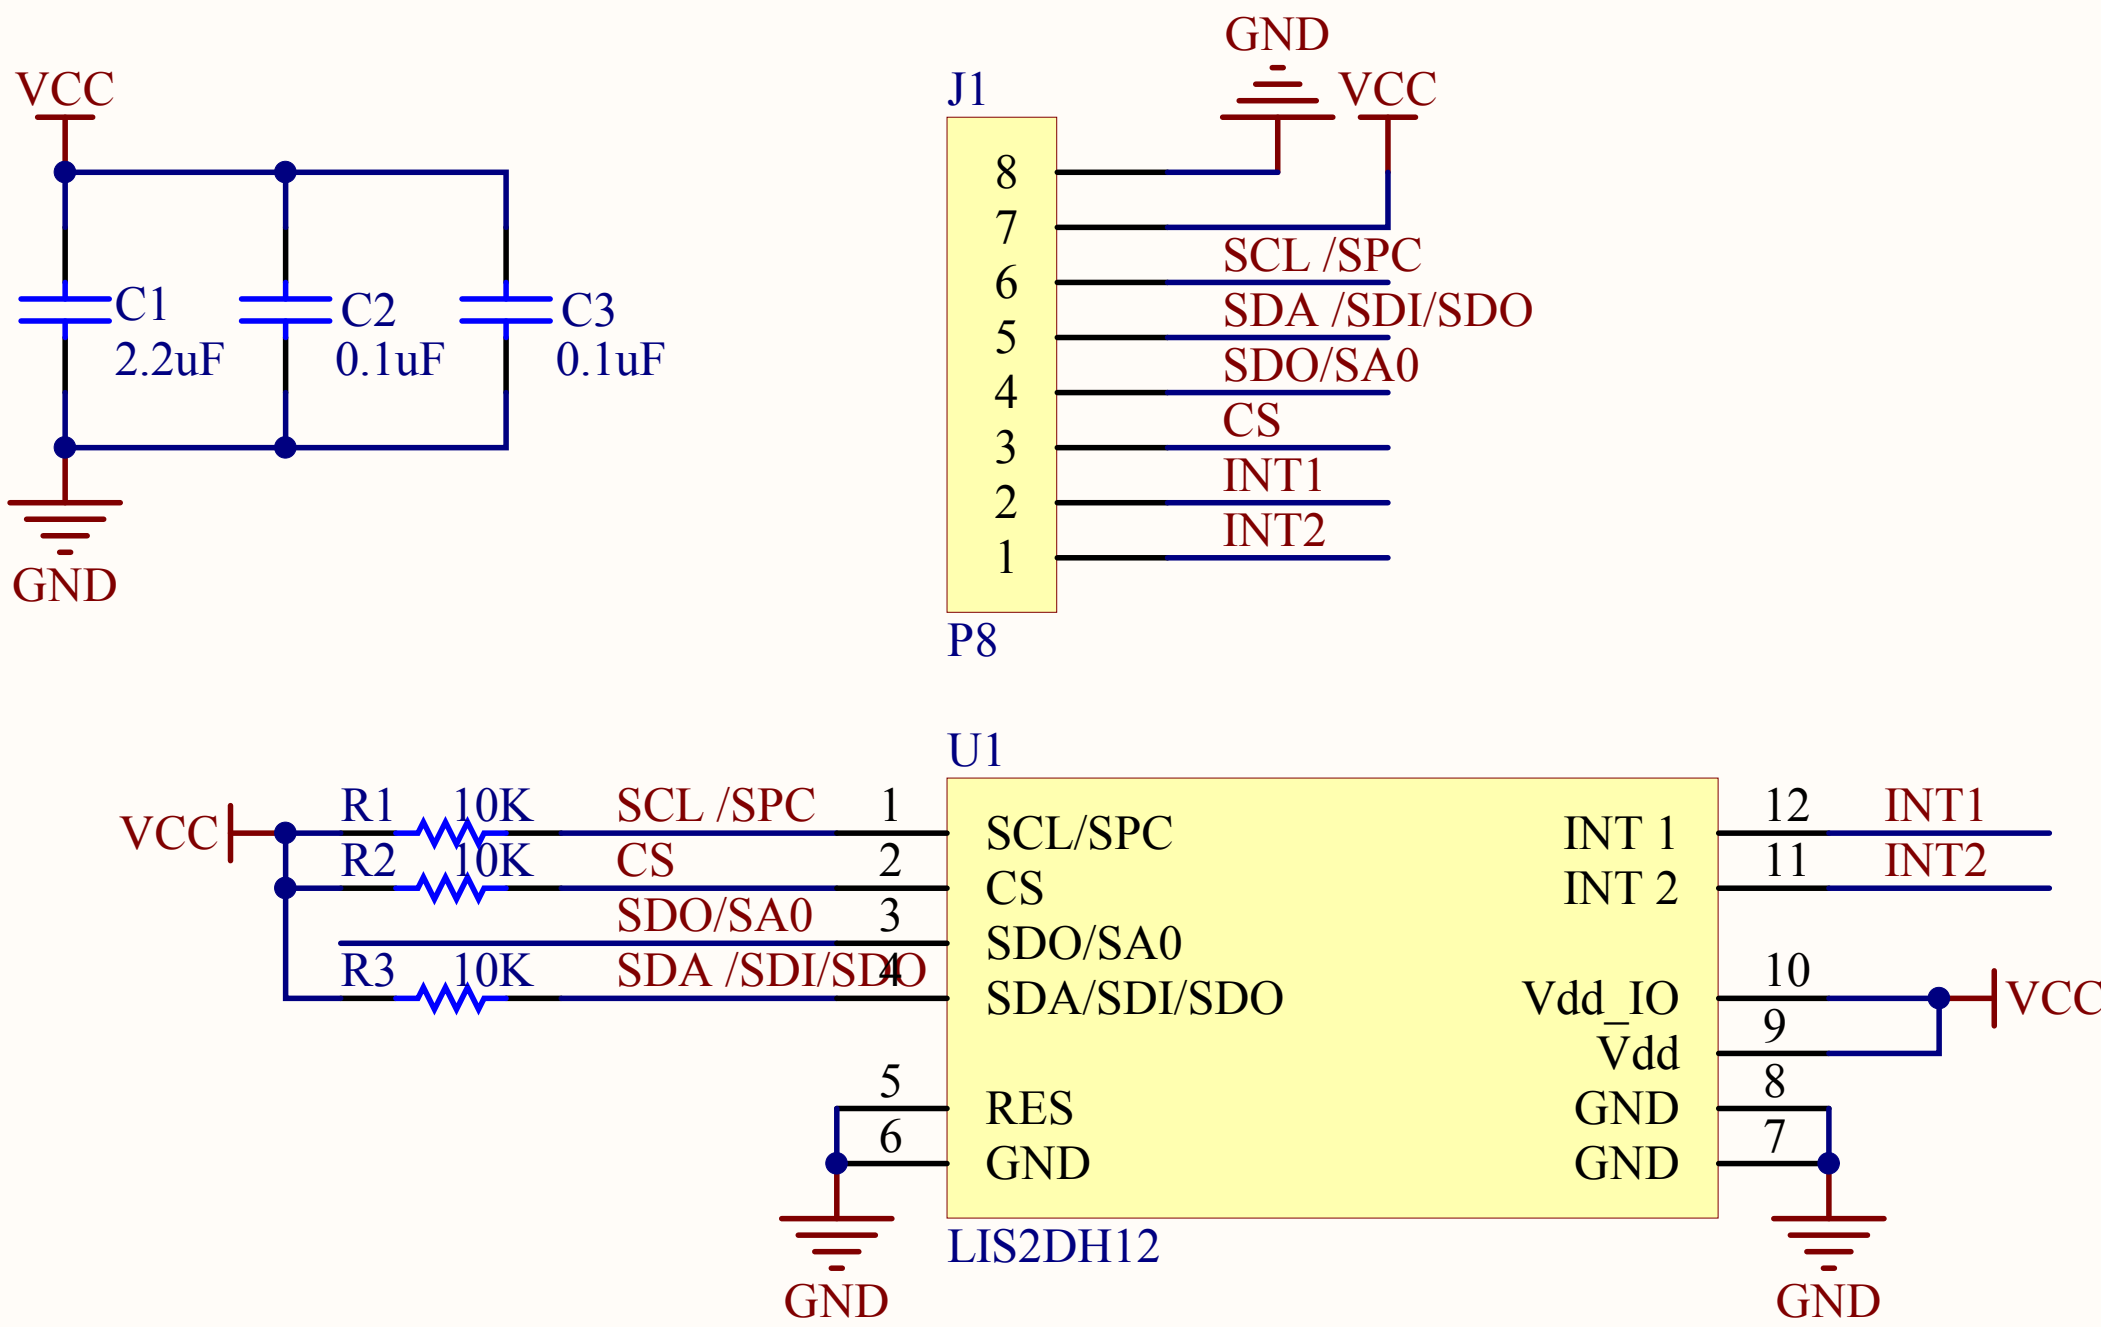 VCC
C1
2.2uF
C2
0.1uF
C3
0.1uF
GND
J1
GND
VCC
8
7
SCL /SPC
6
SDA /SDI/SDO
5
SDO/SA0
4
CS
3
INT1
2
INT2
1
P8
U1
VCC
R1 10K SCL /SPC 1
R2 10K CS 2
SDO/SA0 3
R3 10K SDA /SDI/SDO 4
5
6
SCL/SPC
CS
SDO/SA0
SDA/SDI/SDO
RES
GND
INT 1
INT 2
Vdd_IO
Vdd
GND
GND
12 INT1
11 INT2
10
VCC
9
8
7
LIS2DH12
GND
GND